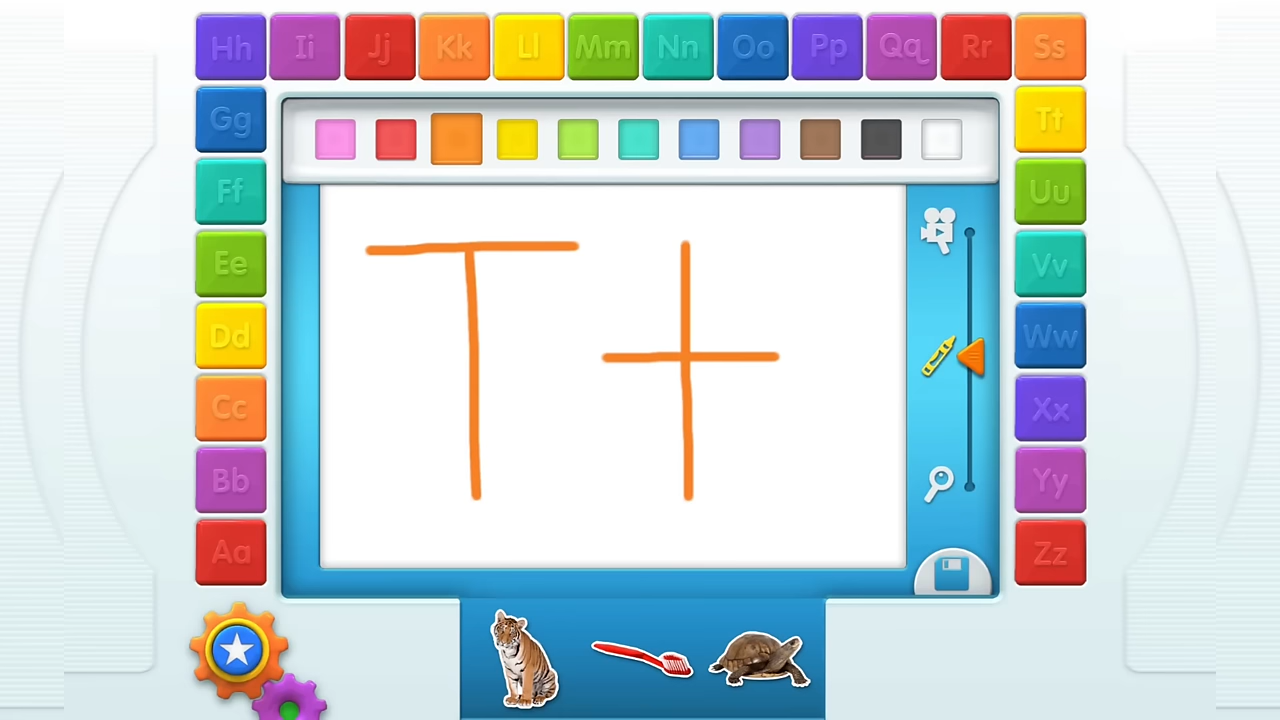 Hh Ii Jj Kk Ll Mm Nn Oo Pp Qq Rr Ss
Gg Tt
Ff Uu
Ee Vv
Dd Ww
Cc Xx
Bb Yy
Aa Zz
T t